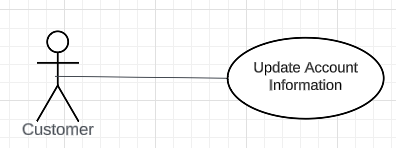 Update Account
Information
Customer